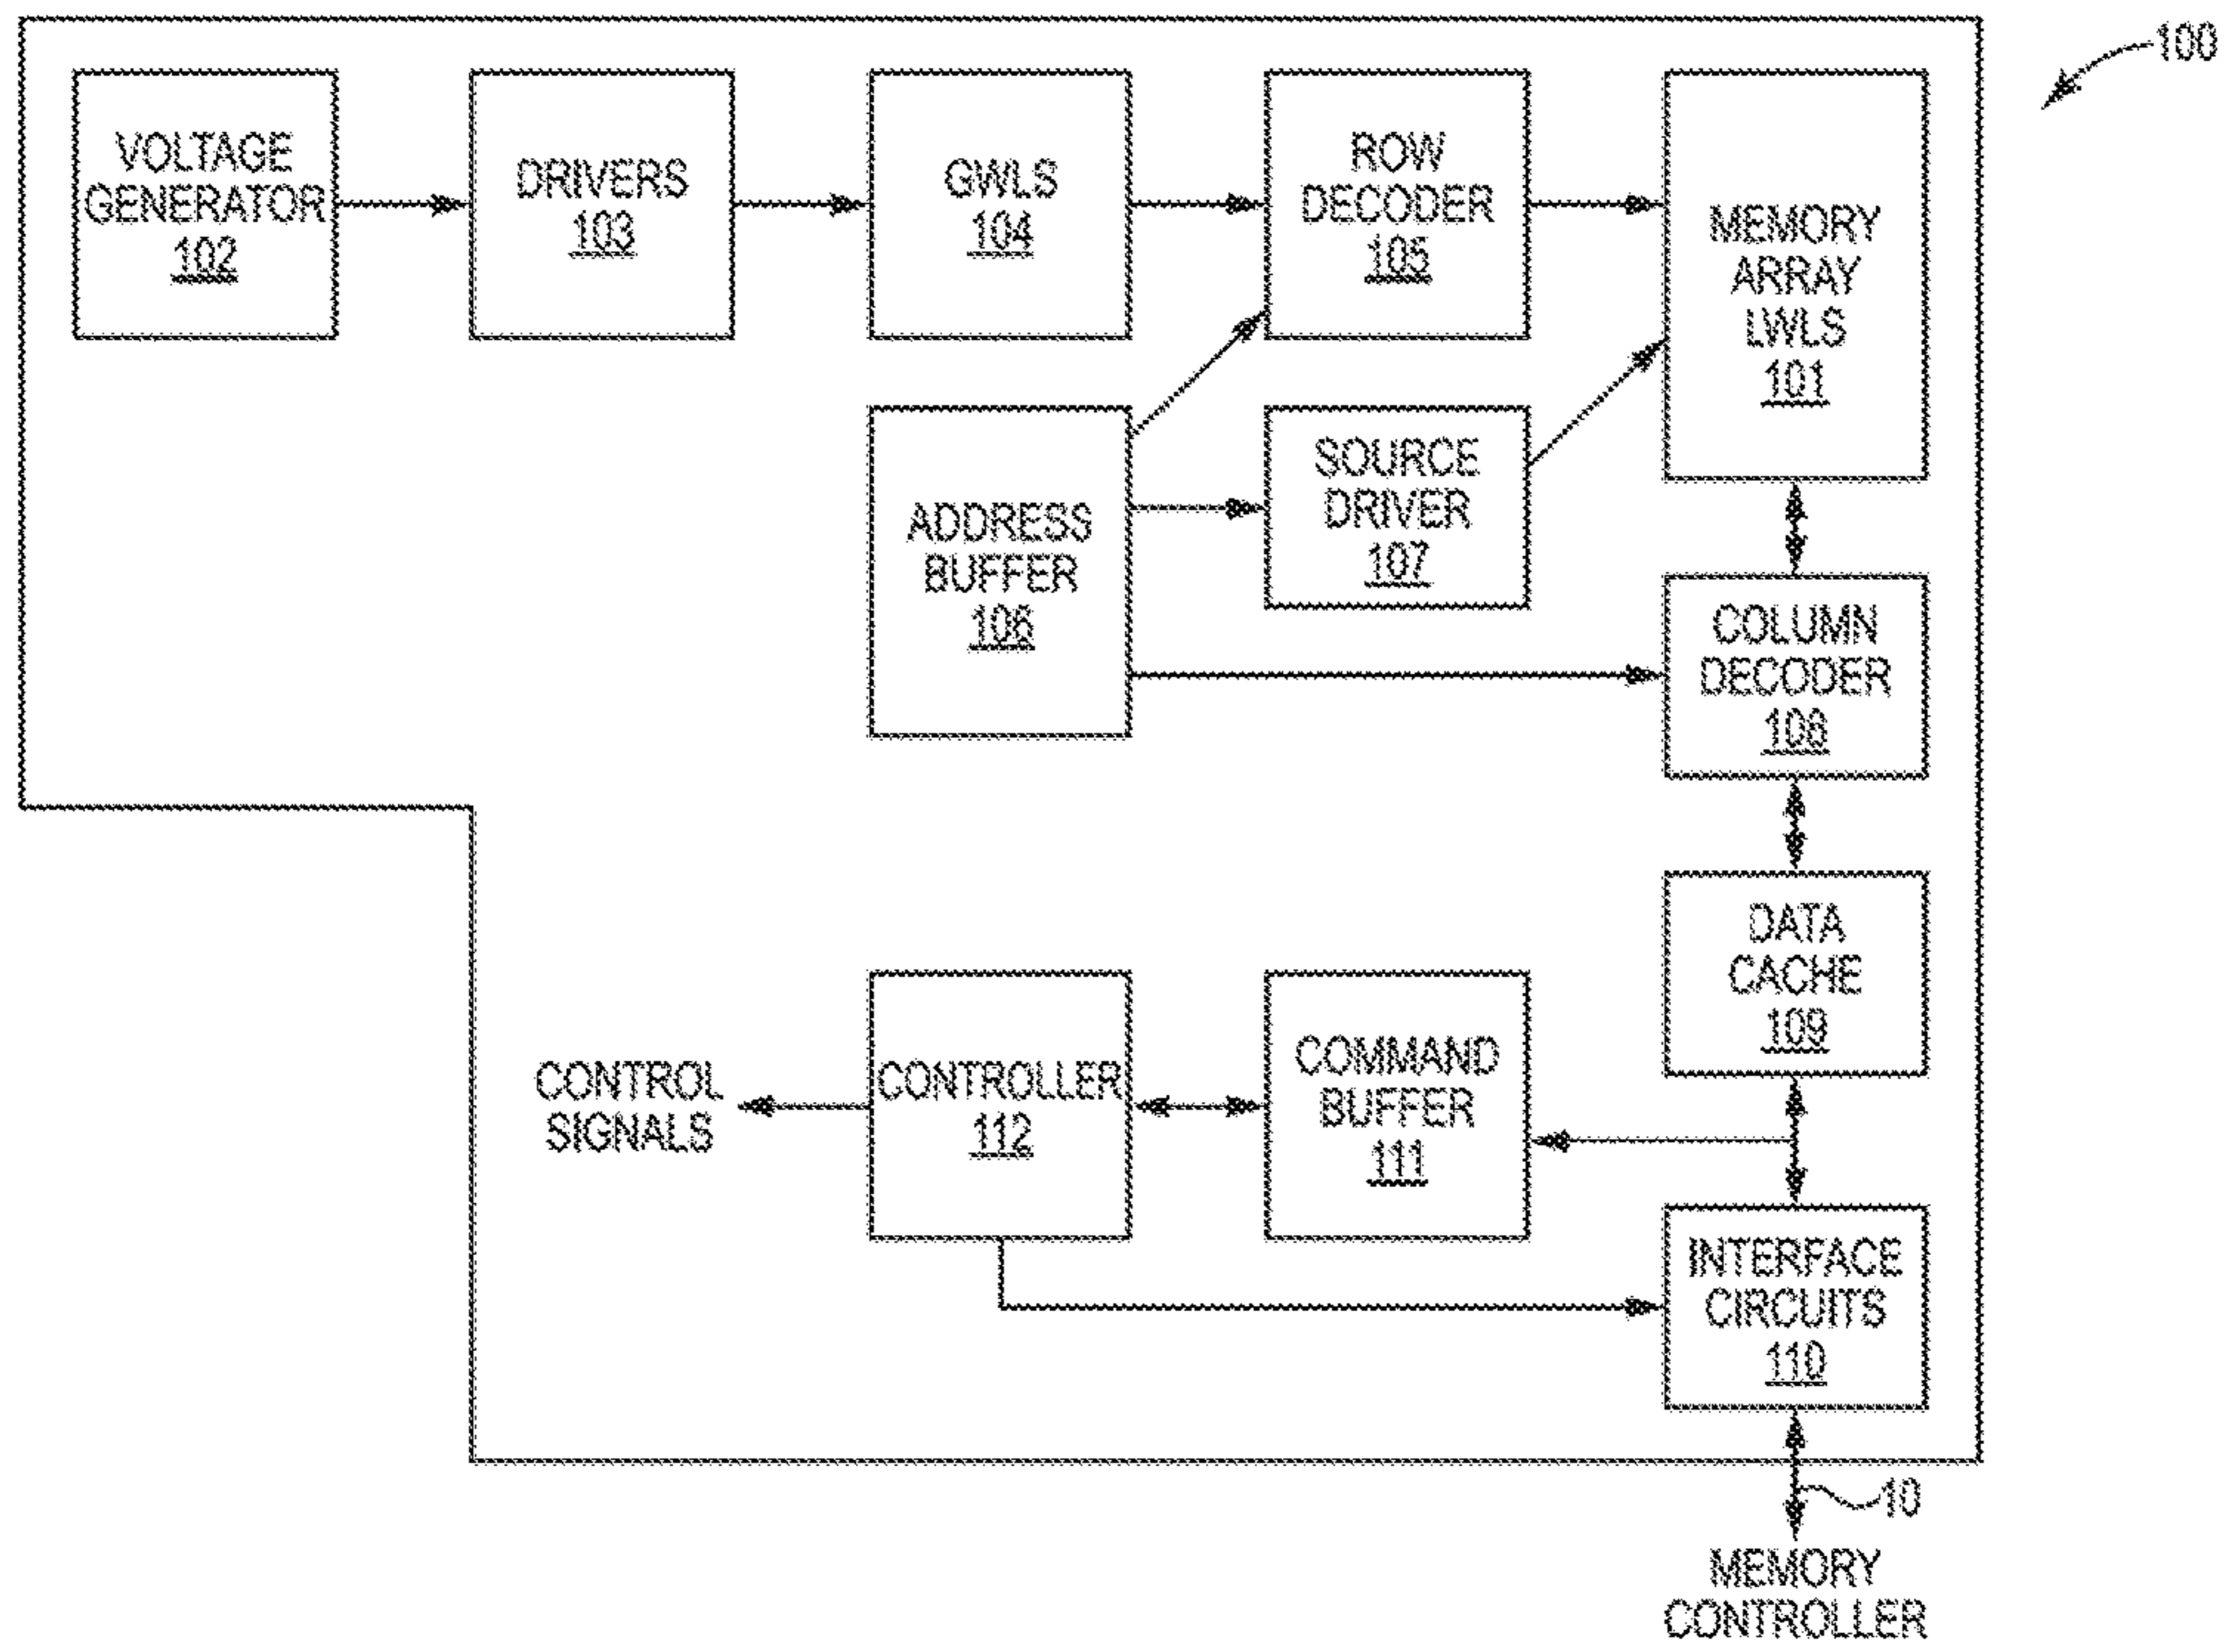 100
VOLTAGE
GENERATOR
102
DRIVERS
103
GWLS
104
ROW
DECODER
105
MEMORY
ARRAY
LWLS
101
ADDRESS
BUFFER
106
SOURCE
DRIVER
107
COLUMN
DECODER
108
DATA
CACHE
109
CONTROL
SIGNALS
CONTROLLER
112
COMMAND
BUFFER
111
INTERFACE
CIRCUITS
110
10
MEMORY
CONTROLLER